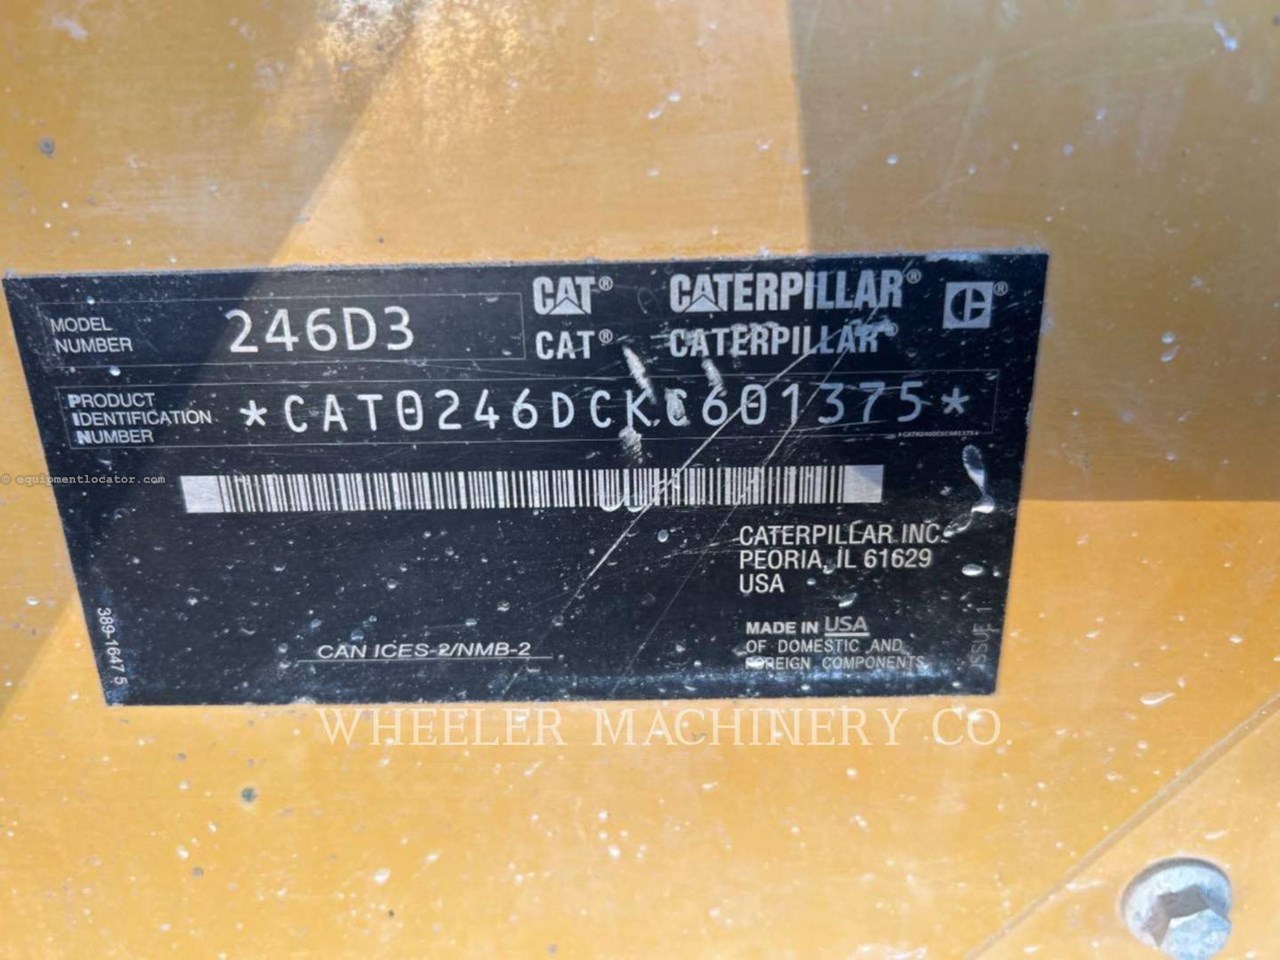 MODEL NUMBER 246D3
CAT® CATERPILLAR®
CAT® CATERPILLAR®
PRODUCT IDENTIFICATION NUMBER
*CAT0246DCKC601375*
© equipmentlocator.com
CATERPILLAR INC.
PEORIA, IL 61629
USA
MADE IN USA
OF DOMESTIC AND
FOREIGN COMPONENTS.
CAN ICES-2/NMB-2
389-1647 5
ISSUE 1
WHEELER MACHINERY CO.